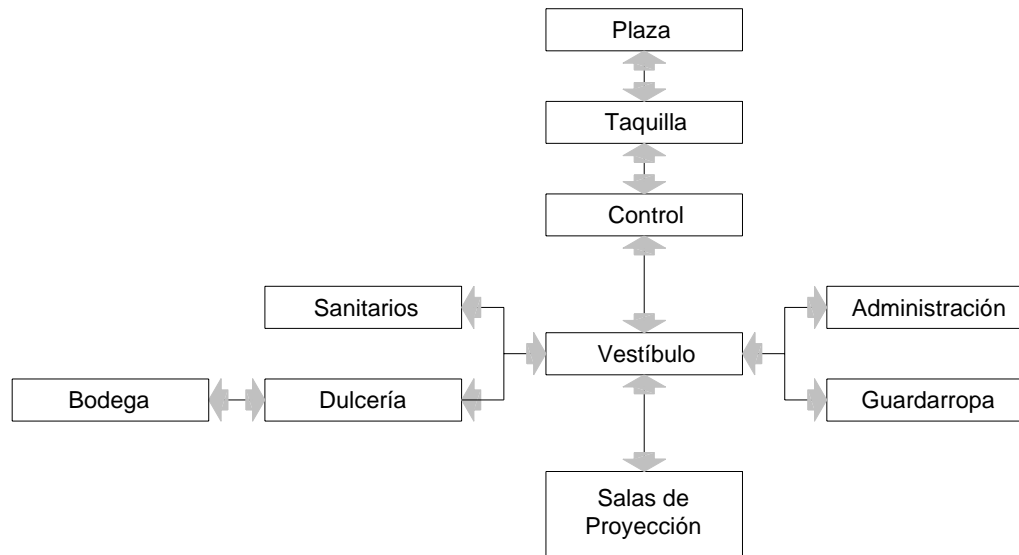 Plaza
Taquilla
Control
Sanitarios
Administración
Vestíbulo
Bodega
Dulcería
Guardarropa
Salas de
Proyección